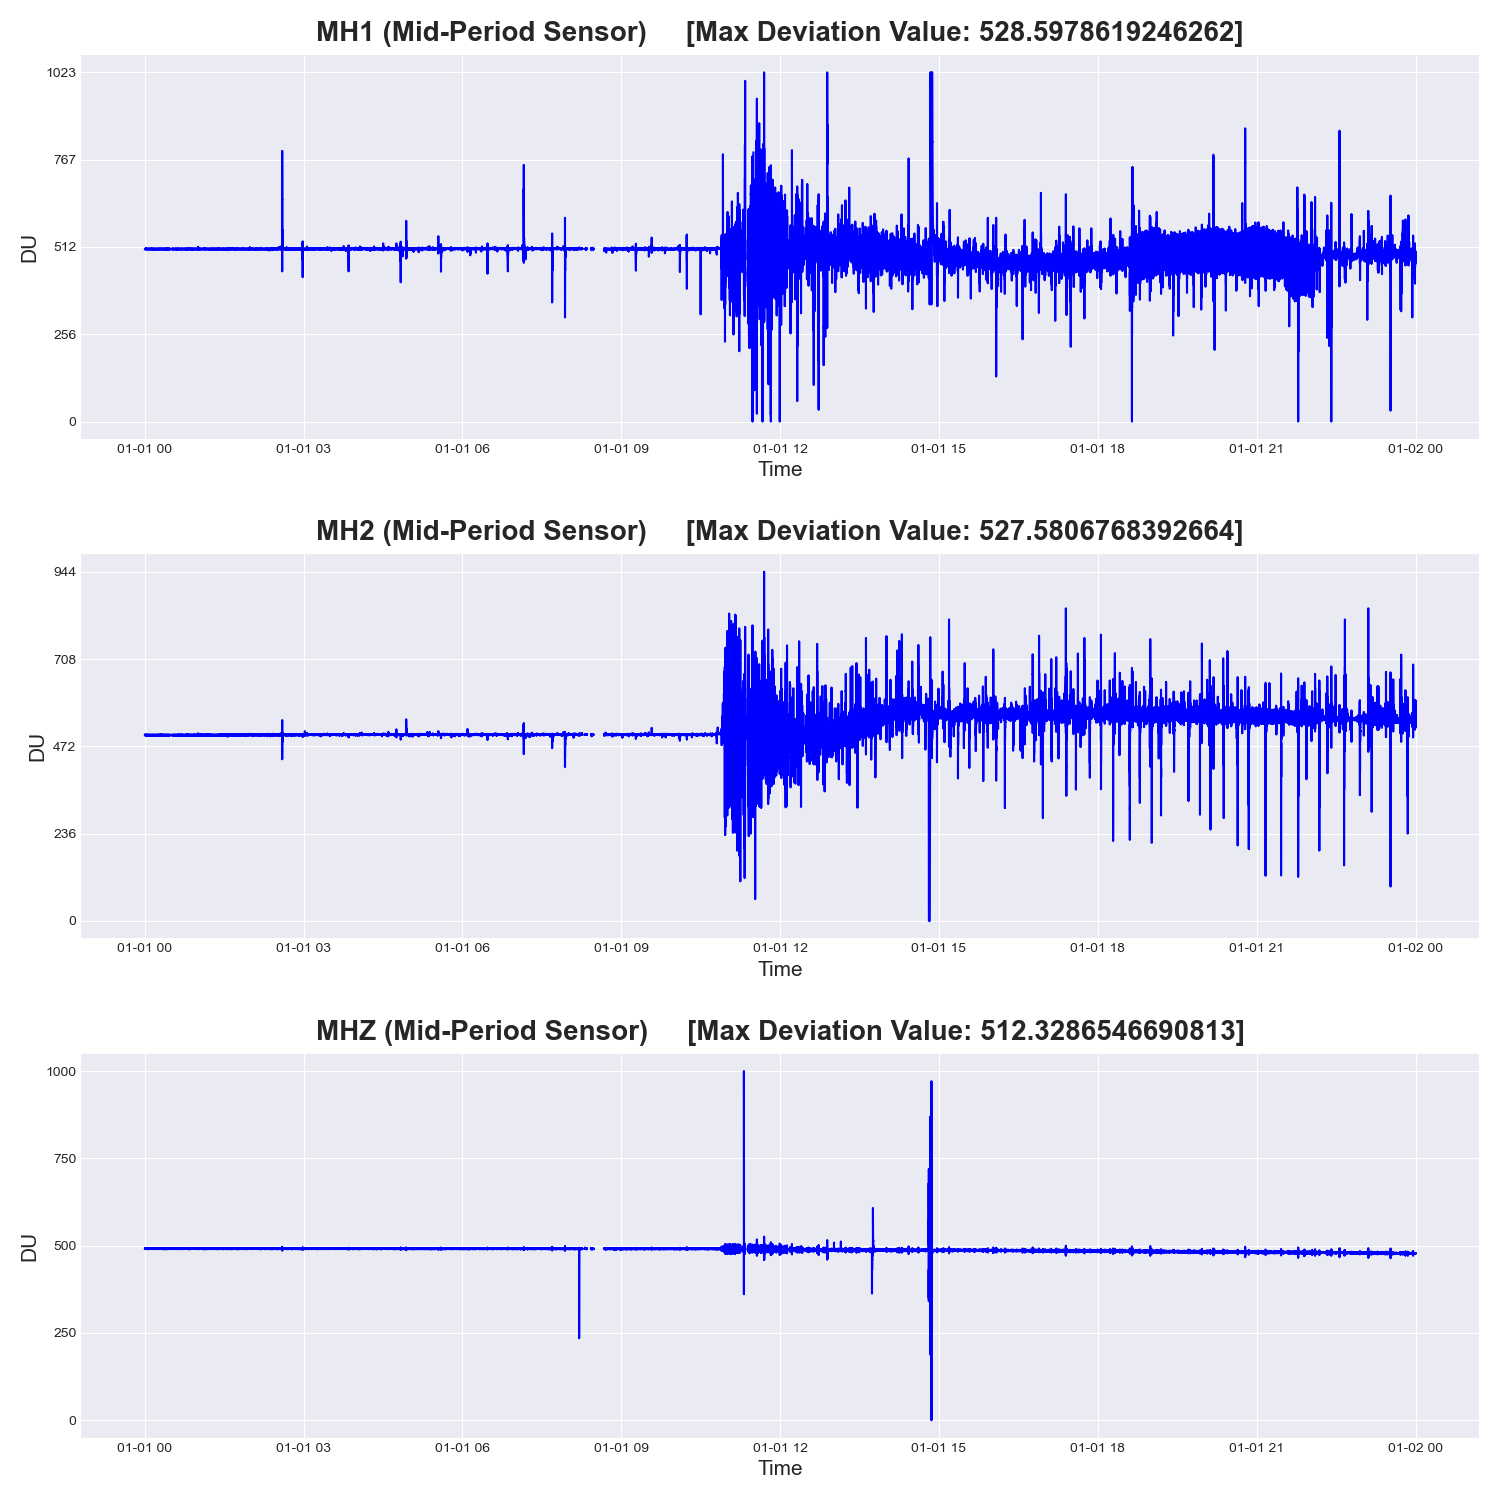 MH1 (Mid-Period Sensor) [Max Deviation Value: 528.5978619246262]
1023
767
512
256
0
DU
01-01 00 01-01 03 01-01 06 01-01 09 01-01 12 01-01 15 01-01 18 01-01 21 01-02 00
Time
MH2 (Mid-Period Sensor) [Max Deviation Value: 527.5806768392664]
944
708
472
236
0
DU
01-01 00 01-01 03 01-01 06 01-01 09 01-01 12 01-01 15 01-01 18 01-01 21 01-02 00
Time
MHZ (Mid-Period Sensor) [Max Deviation Value: 512.3286546690813]
1000
750
500
250
0
DU
01-01 00 01-01 03 01-01 06 01-01 09 01-01 12 01-01 15 01-01 18 01-01 21 01-02 00
Time